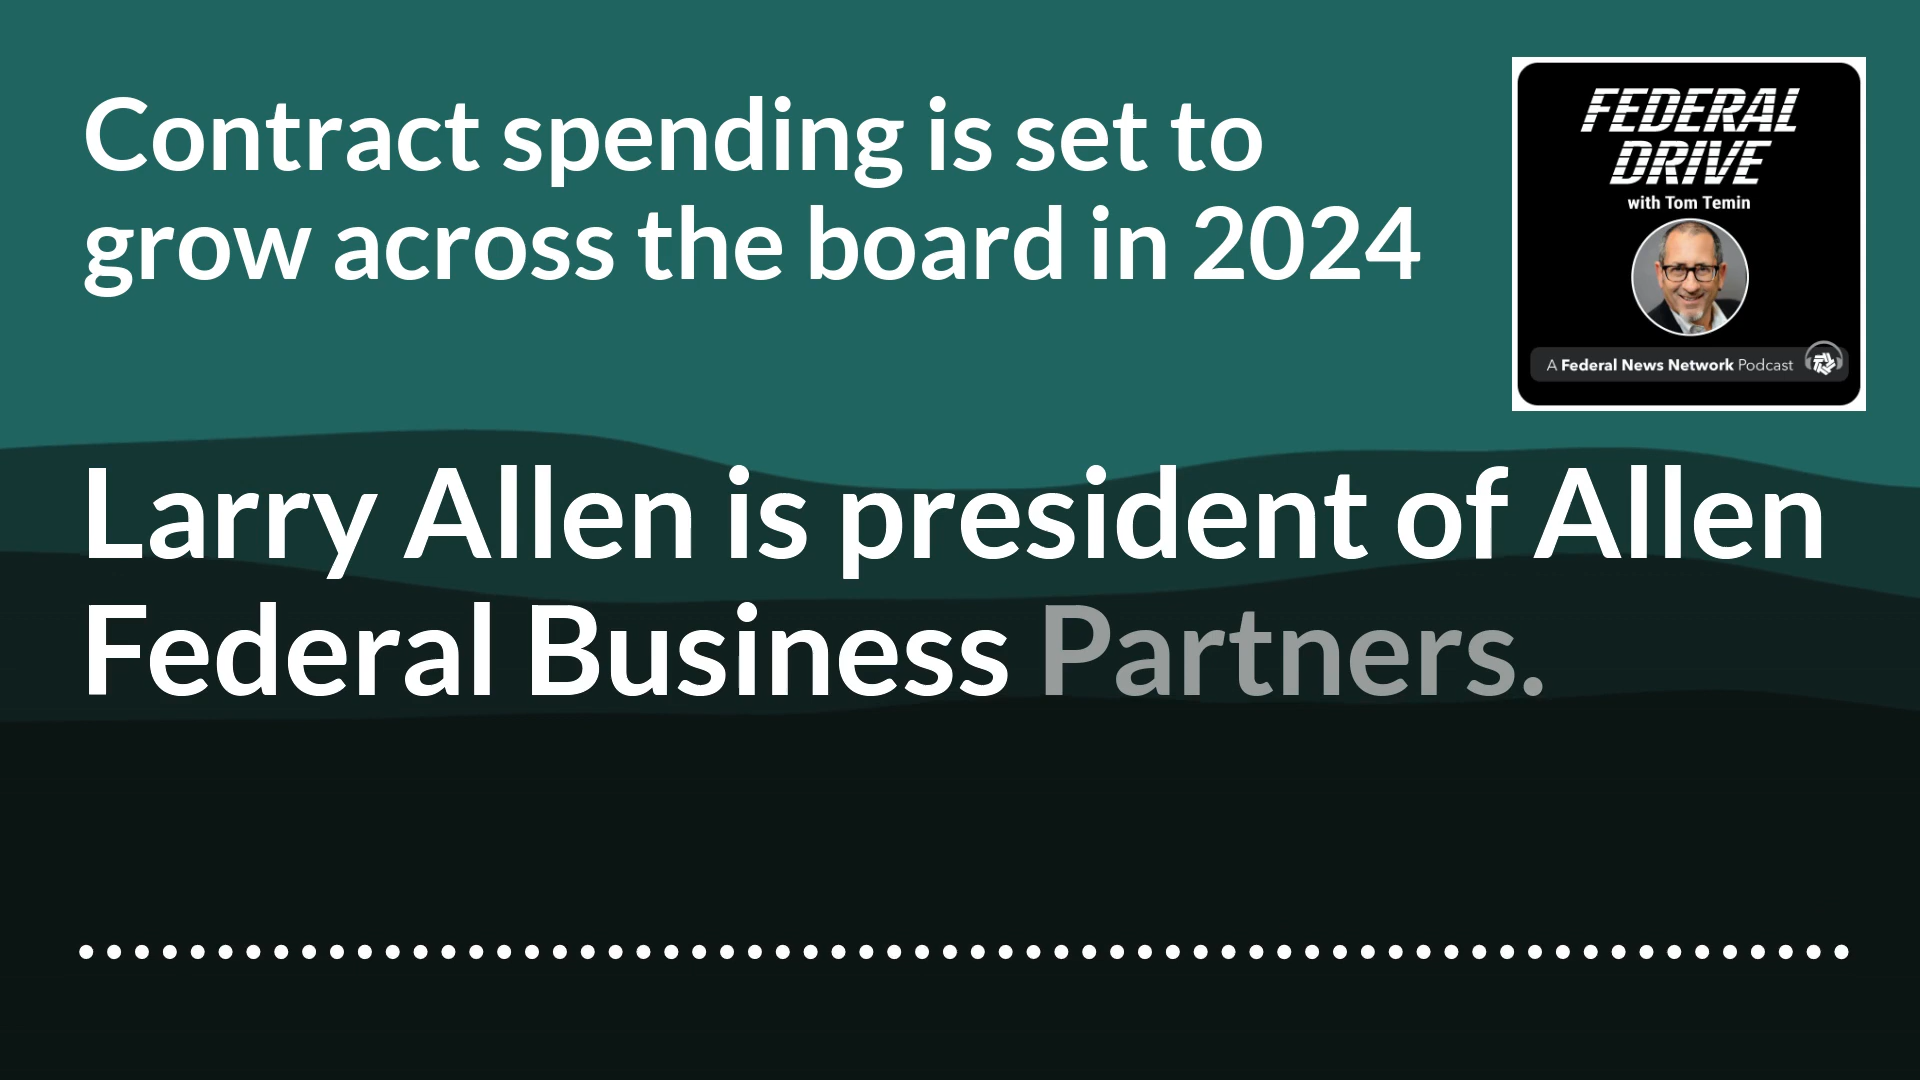 Contract spending is set to
grow across the board in 2024
FEDERAL
DRIVE
with Tom Temin
A Federal News Network Podcast
Larry Allen is president of Allen
Federal Business Partners.